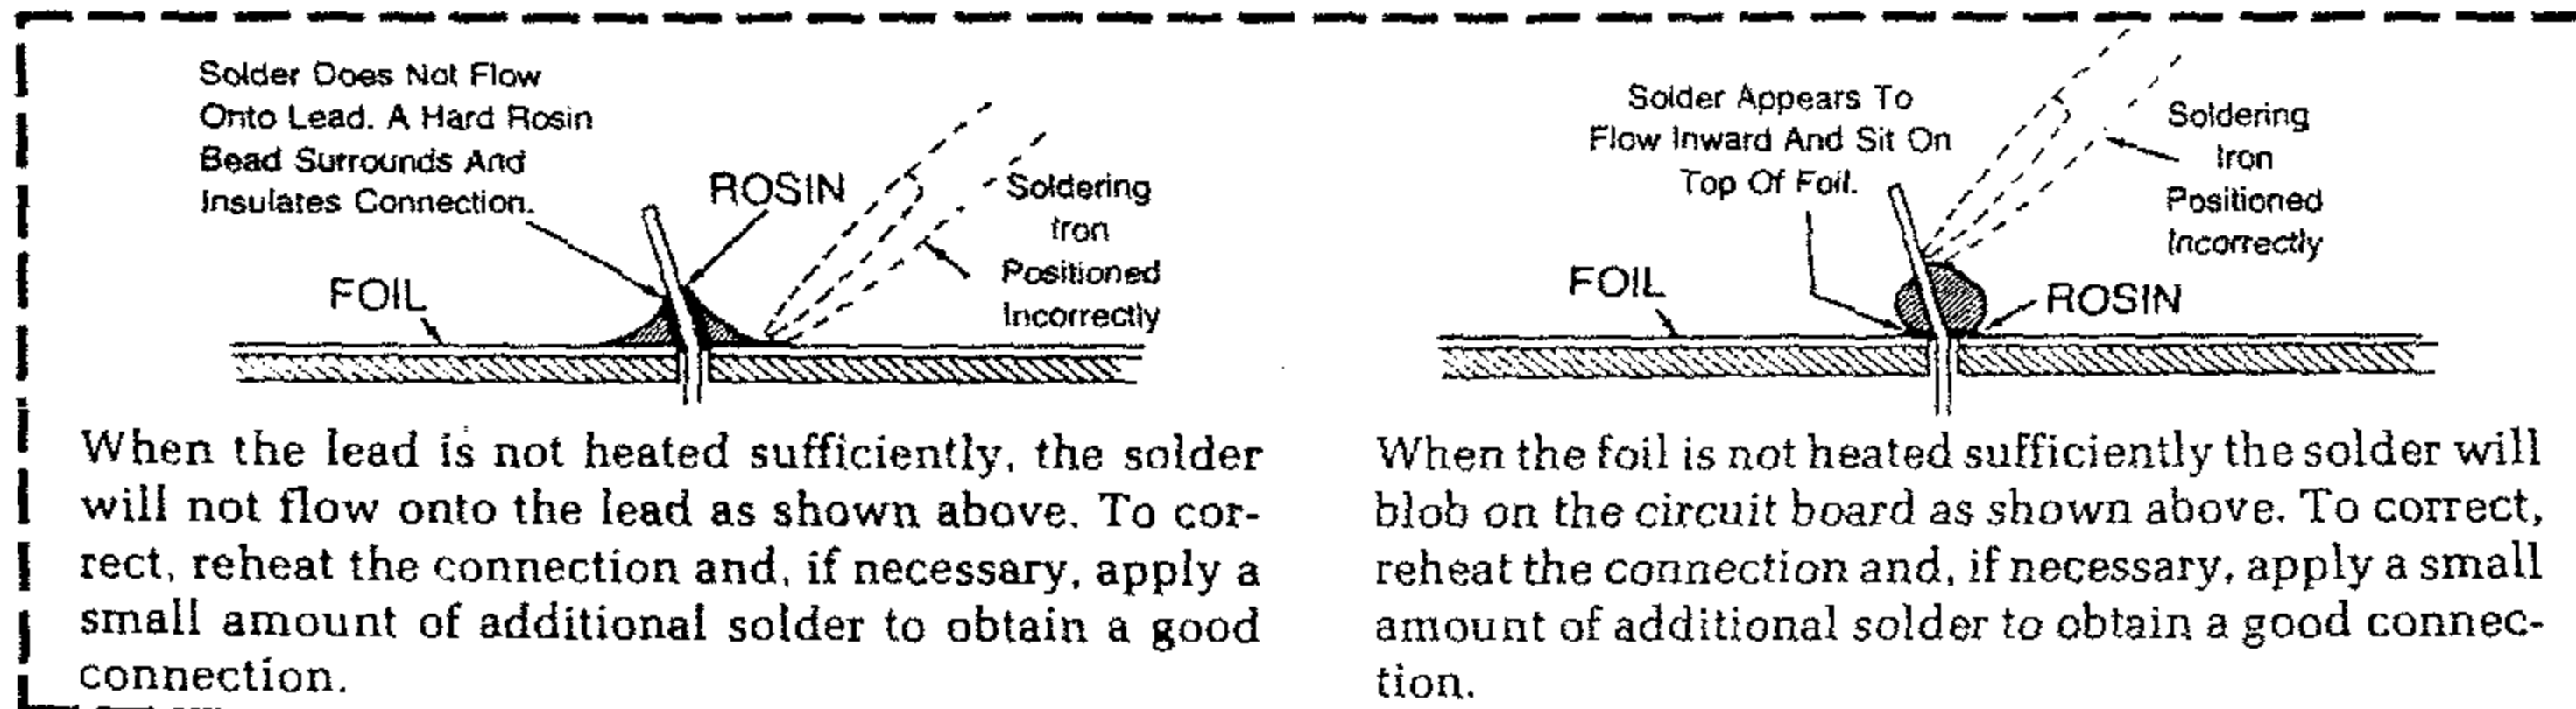 Solder Does Not Flow
Onto Lead. A Hard Rosin
Bead Surrounds And
Insulates Connection.
ROSIN
FOIL
Soldering
Iron
Positioned
Incorrectly
When the lead is not heated sufficiently, the solder
will not flow onto the lead as shown above. To cor-
rect, reheat the connection and, if necessary, apply a
small amount of additional solder to obtain a good
connection.
Solder Appears To
Flow Inward And Sit On
Top Of Foil.
FOIL
ROSIN
Soldering
Iron
Positioned
Incorrectly
When the foil is not heated sufficiently the solder will
blob on the circuit board as shown above. To correct,
reheat the connection and, if necessary, apply a small
amount of additional solder to obtain a good connec-
tion.